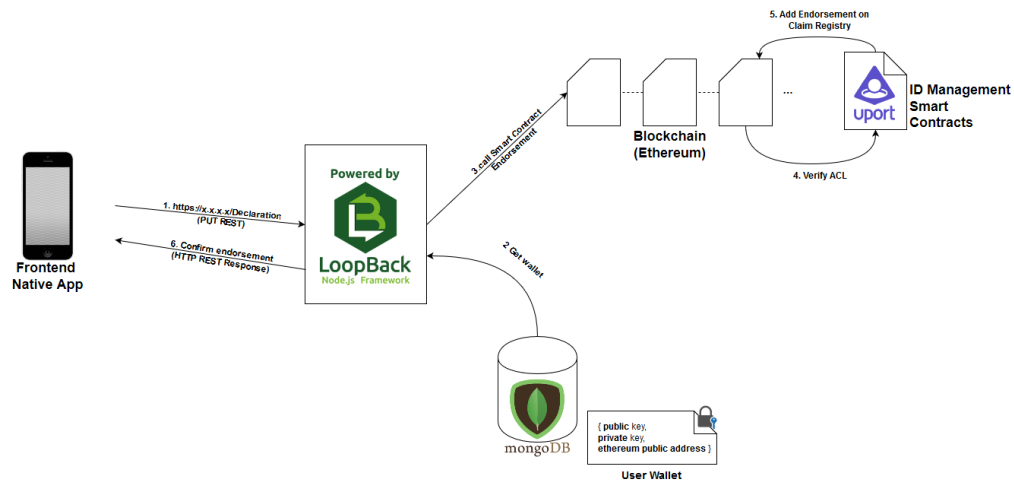 5. Add Endorsement on
Claim Registry
ID Management
Smart
Contracts
uport
...
Blockchain
(Ethereum)
4. Verify ACL
3.call Smart Contract
Endorsement
Powered by
LoopBack
Node.js Framework
1. https://x.x.x.x/Declaration
(PUT REST)
6. Confirm endorsement
(HTTP REST Response)
Frontend
Native App
2 Get wallet
mongoDB
{ public key,
private key,
ethereum public address }
User Wallet